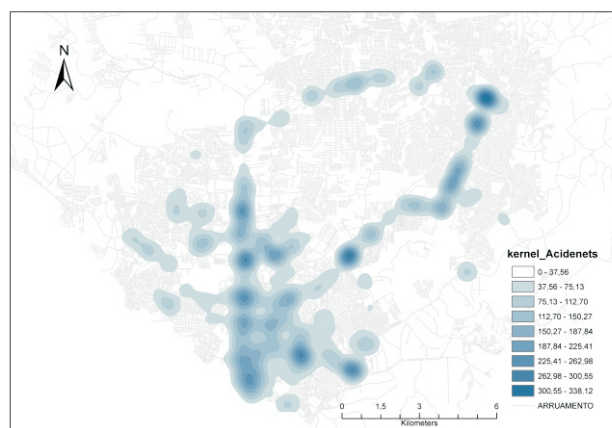 N
kernel_Acidenets
0 - 37,56
37,56 - 75,13
75,13 - 112,70
112,70 - 150,27
150,27 - 187,84
187,84 - 225,41
225,41 - 262,98
262,98 - 300,55
300,55 - 338,12
ARRUAMENTO
0 1,5 3 6
Kilometers